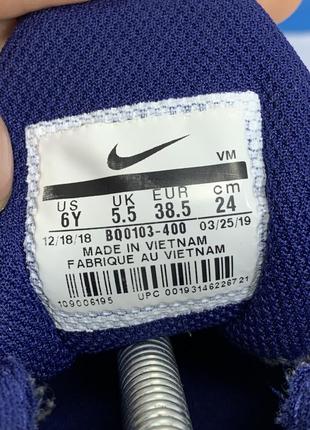 VM
US UK EUR cm
6Y 5.5 38.5 24
12/18/18 BQ0103-400 03/25/19
MADE IN VIETNAM
FABRIQUE AU VIETNAM
109006195 UPC 00193146226721